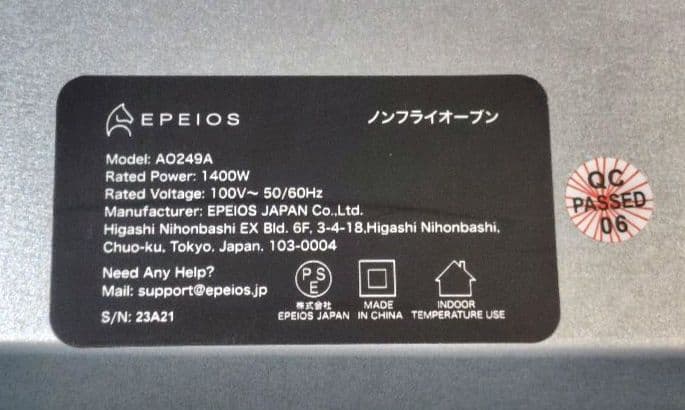 EPEIOS
ノンフライオーブン
Model: AO249A
Rated Power: 1400W
Rated Voltage: 100V～ 50/60Hz
Manufacturer: EPEIOS JAPAN Co.,Ltd.
Higashi Nihonbashi EX Bld. 6F, 3-4-18,Higashi Nihonbashi,
Chuo-ku, Tokyo, Japan. 103-0004
Need Any Help?
Mail: support@epeios.jp
S/N: 23A21
PSE
株式会社
EPEIOS JAPAN
MADE
IN CHINA
INDOOR
TEMPERATURE USE
QC
PASSED
06